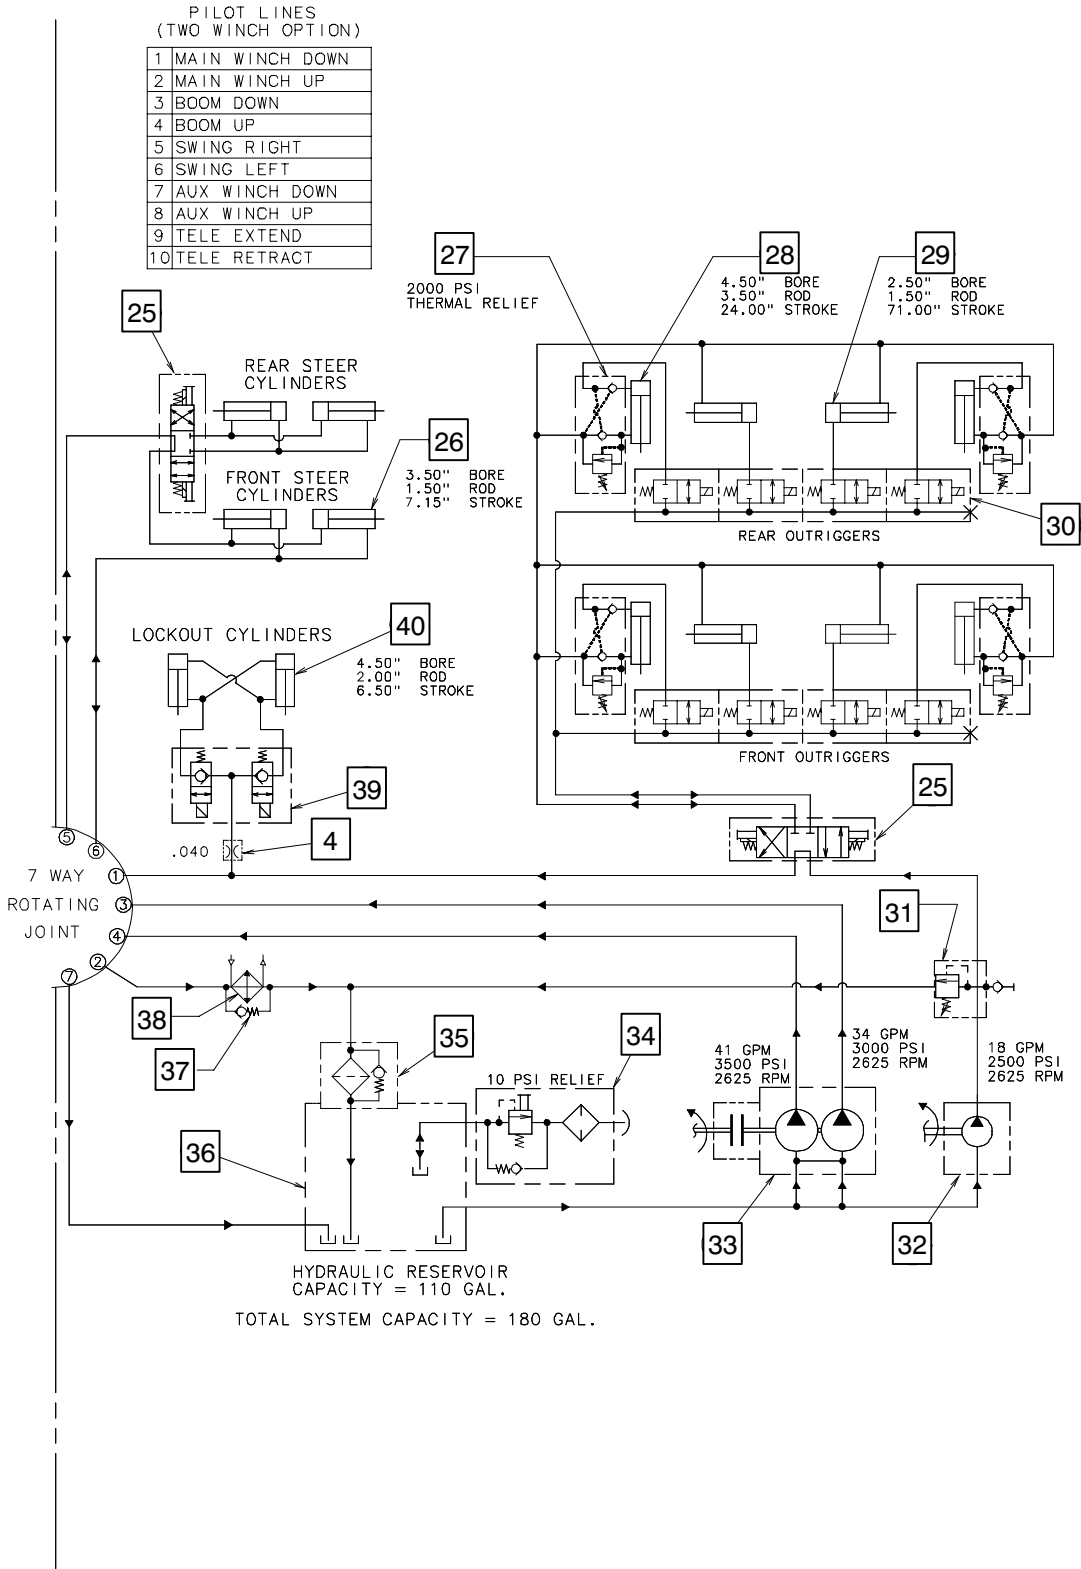 PILOT LINES
(TWO WINCH OPTION)
1 MAIN WINCH DOWN
2 MAIN WINCH UP
3 BOOM DOWN
4 BOOM UP
5 SWING RIGHT
6 SWING LEFT
7 AUX WINCH DOWN
8 AUX WINCH UP
9 TELE EXTEND
10 TELE RETRACT
27
2000 PSI
THERMAL RELIEF
28
4.50" BORE
3.50" ROD
24.00" STROKE
29
2.50" BORE
1.50" ROD
71.00" STROKE
25
REAR STEER
CYLINDERS
26
3.50" BORE
1.50" ROD
7.15" STROKE
FRONT STEER
CYLINDERS
30
REAR OUTRIGGERS
LOCKOUT CYLINDERS
40
4.50" BORE
2.00" ROD
6.50" STROKE
FRONT OUTRIGGERS
39
25
.040
4
5
6
1
3
4
2
7
7 WAY
ROTATING
JOINT
31
38
37
35
34
10 PSI RELIEF
41 GPM
3500 PSI
2625 RPM
34 GPM
3000 PSI
2625 RPM
18 GPM
2500 PSI
2625 RPM
36
33
32
HYDRAULIC RESERVOIR
CAPACITY = 110 GAL.
TOTAL SYSTEM CAPACITY = 180 GAL.